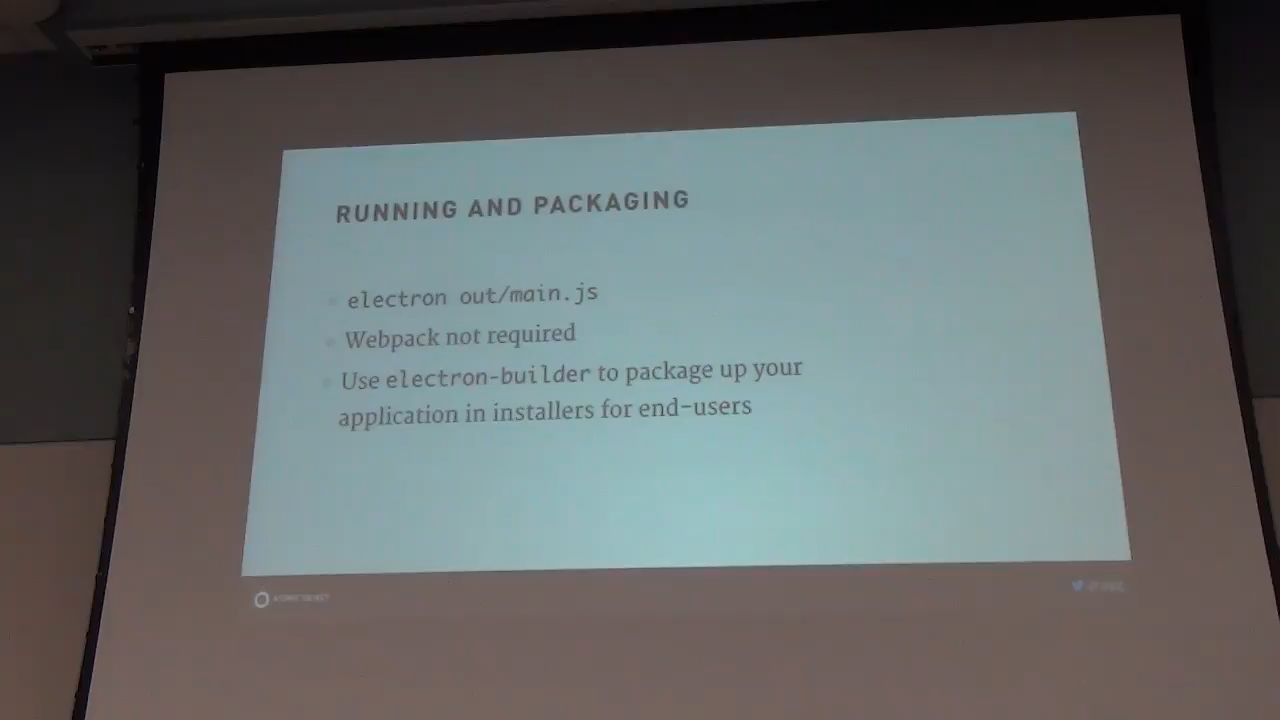 RUNNING AND PACKAGING
electron out/main.js
Webpack not required
Use electron-builder to package up your
application in installers for end-users